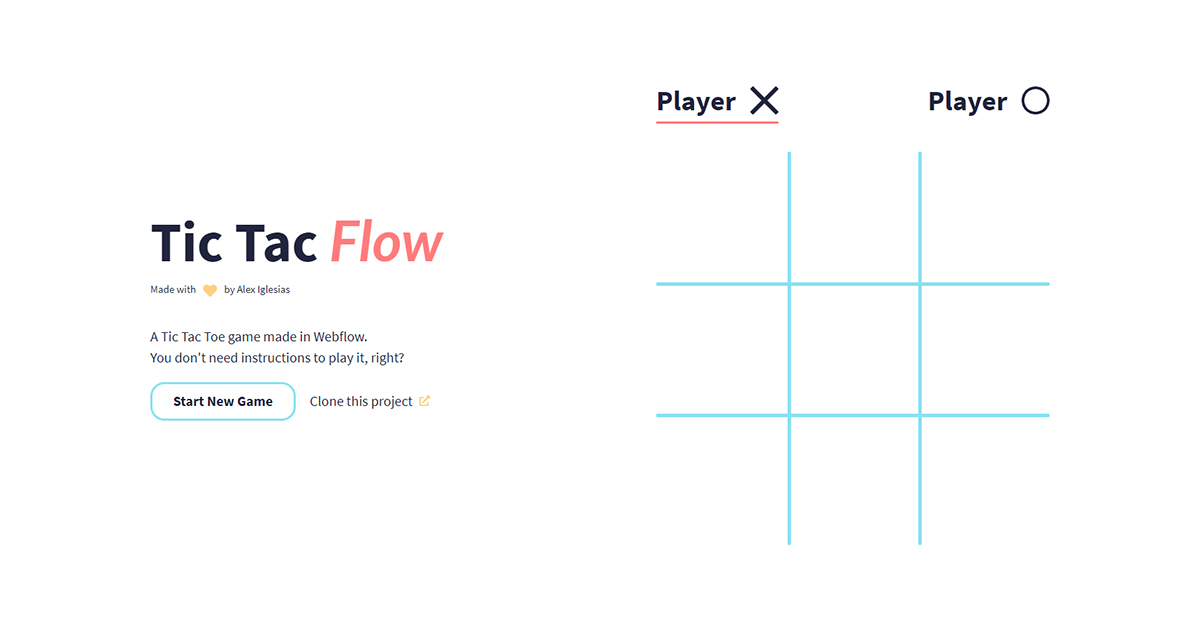 Tic Tac Flow
Made with by Alex Iglesias
A Tic Tac Toe game made in Webflow.
You don't need instructions to play it, right?
Start New Game
Clone this project
Player
Player